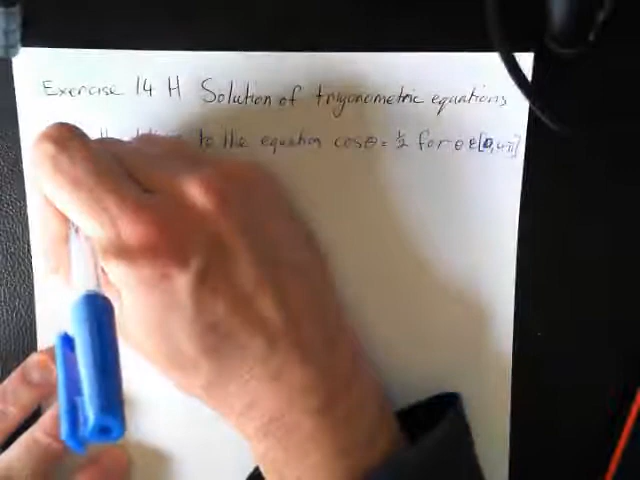 Exercise 14 H Solution of trigonometric equations
to the equation cosθ = ½ for θ ∈ [0,4π]